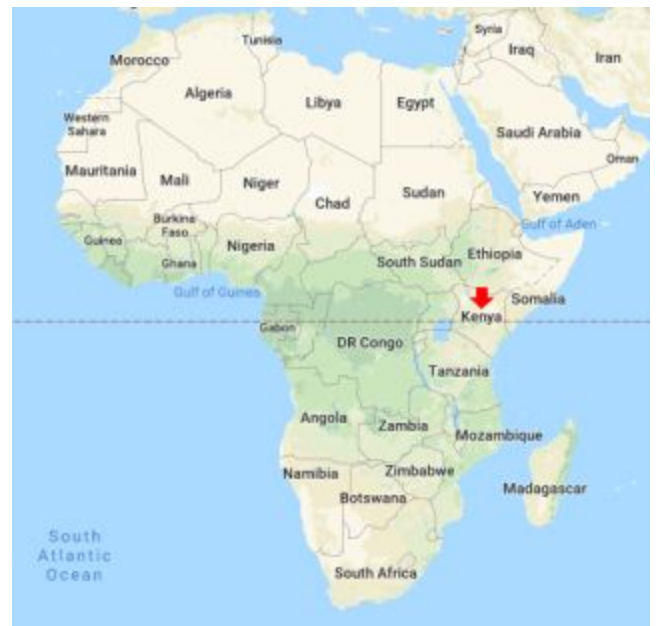 Syria
Tunisia
Iraq
Morocco
Iran
Algeria
Libya
Egypt
Western
Sahara
Saudi Arabia
Oman
Mauritania
Mali
Niger
Chad
Sudan
Yemen
Burkina
Faso
Gulf of Aden
Guinea
Nigeria
Ethiopia
Ghana
South Sudan
Gulf of Guinea
Somalia
Kenya
Gabon
DR Congo
Tanzania
Angola
Zambia
Mozambique
Namibia
Zimbabwe
Madagascar
Botswana
South
Atlantic
Ocean
South Africa